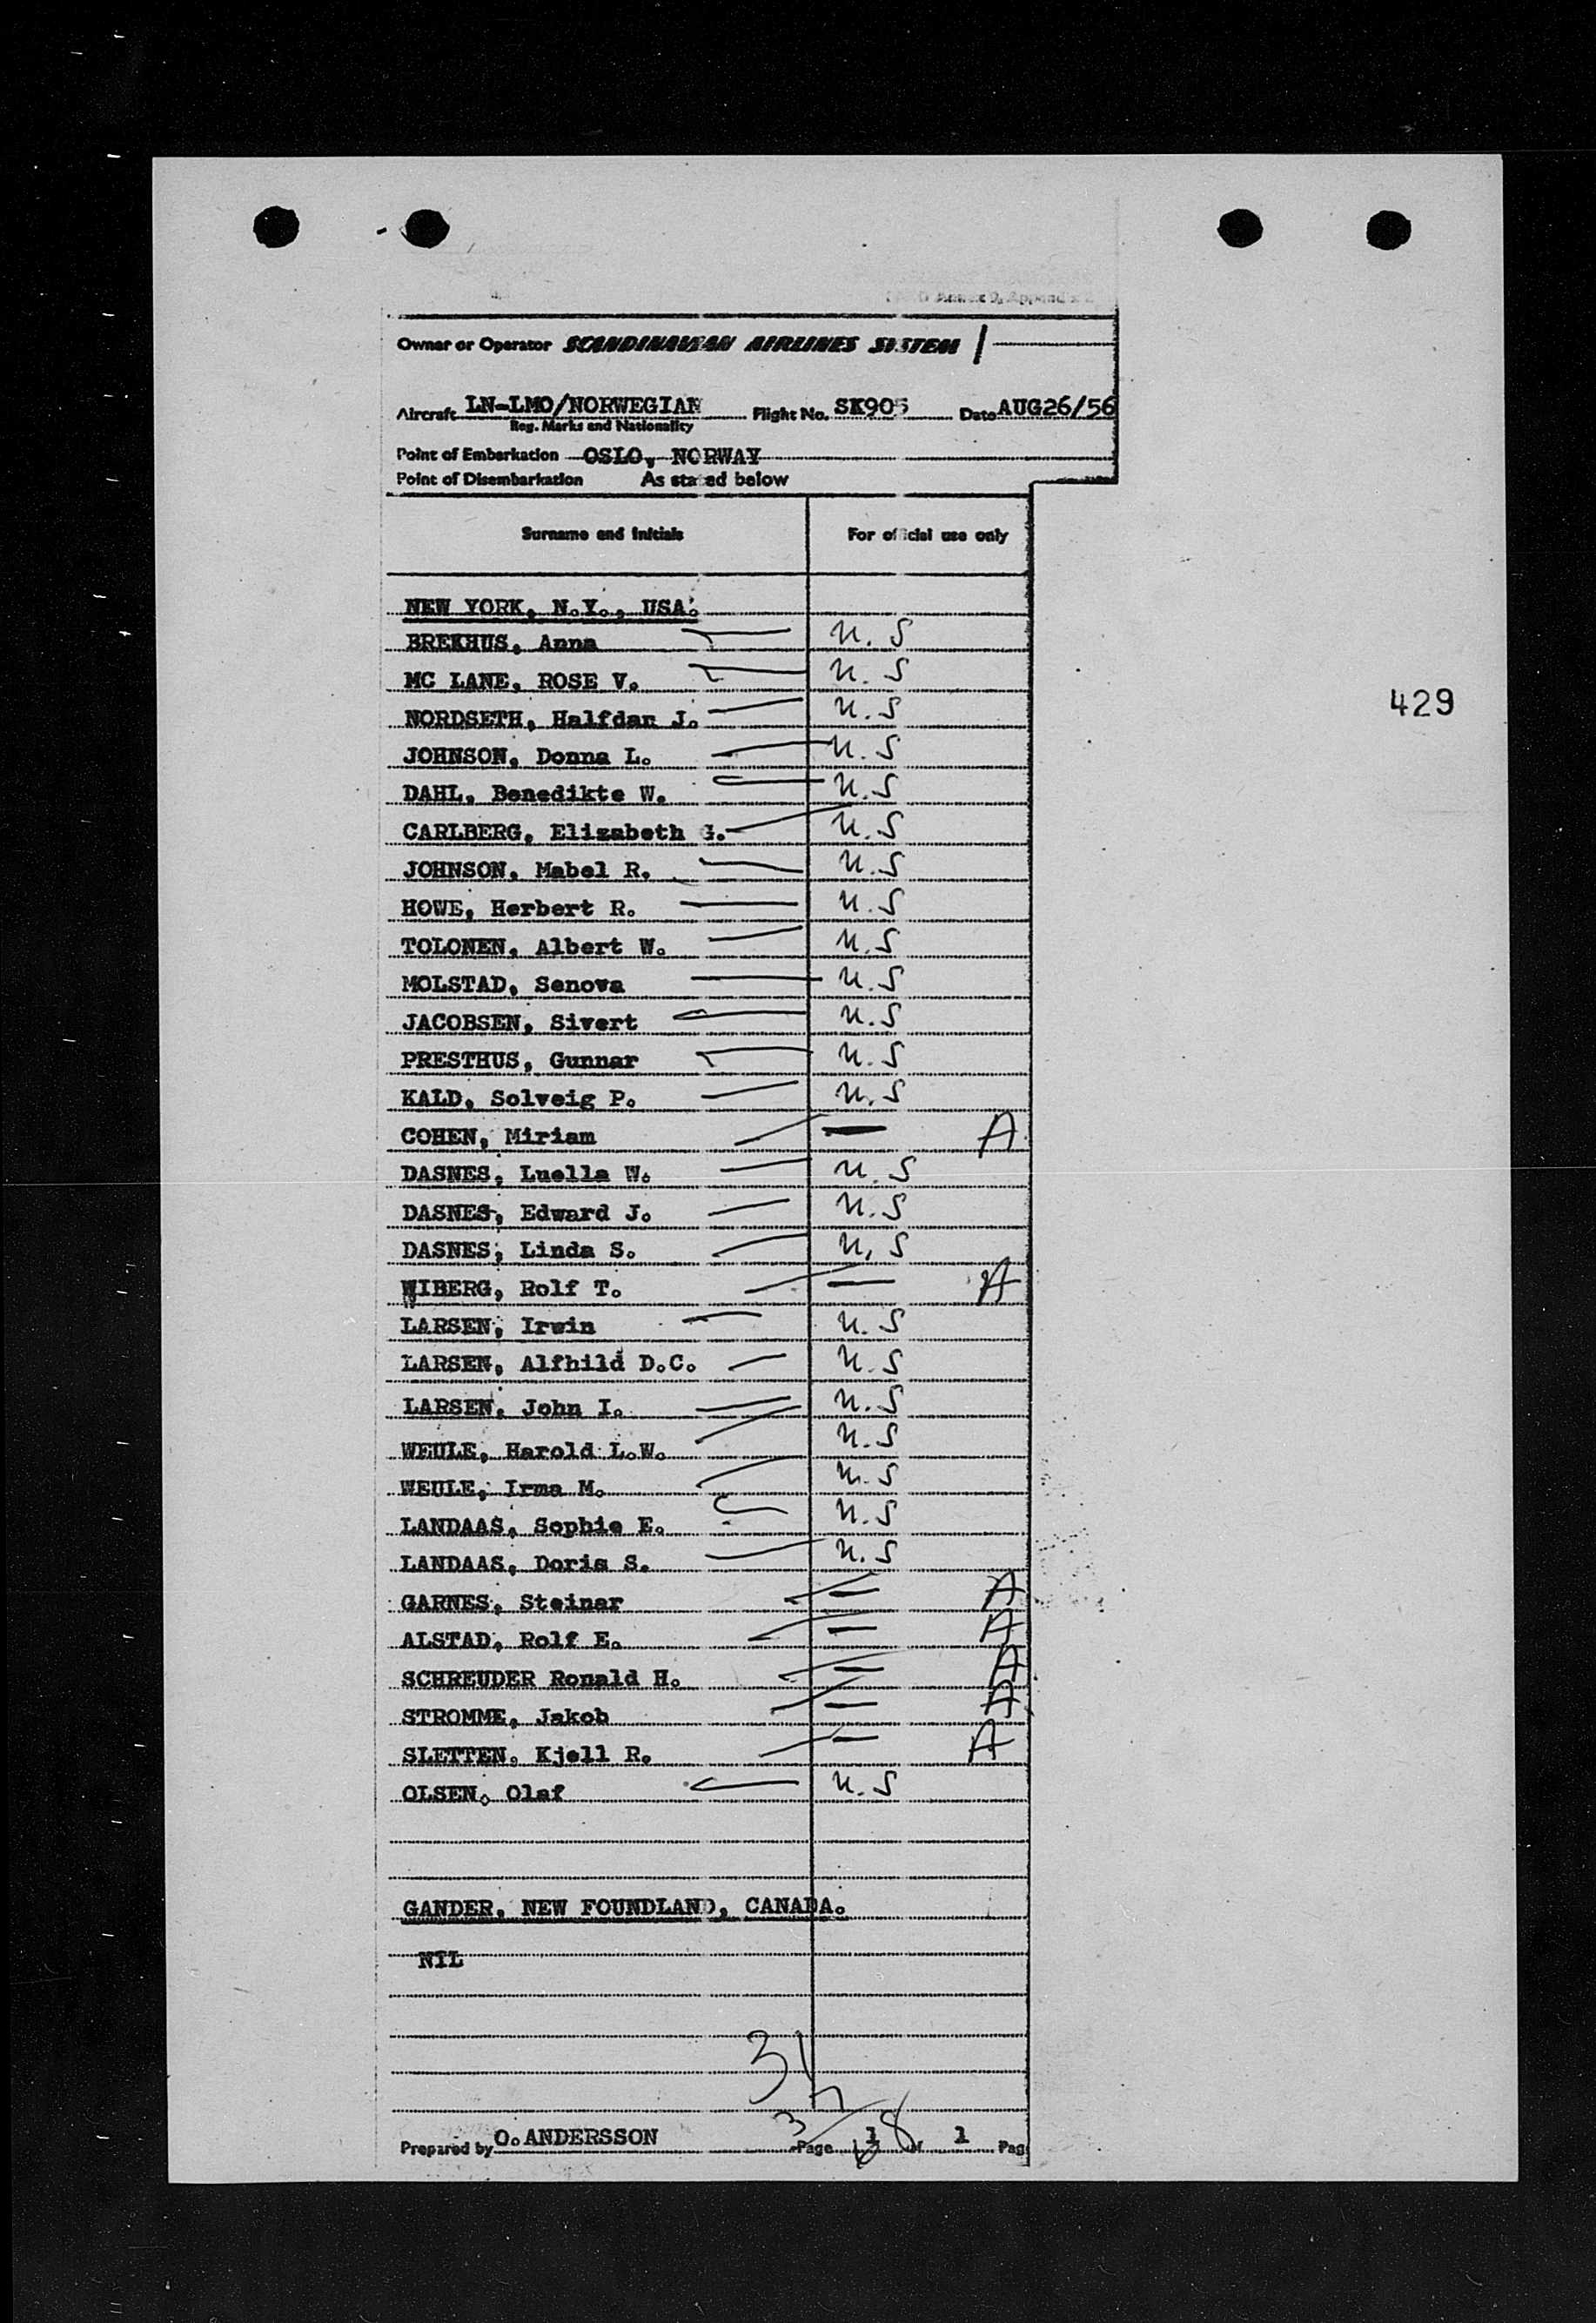 Owner or Operator SCANDINAVIAN AIRLINES SYSTEM
Aircraft LN-LMO/NORWEGIAN Flight No. SK905 Date AUG26/56
Reg. Marks and Nationality
Point of Embarkation OSLO, NORWAY
Point of Disembarkation As stated below
Surname and Initials For official use only
NEW YORK, N.Y., USA.
BREKHUS, Anna U.S
MC LANE, ROSE V. U.S
429
NORDSETH, Halfdan J. U.S
JOHNSON, Donna L. U.S
DAHL, Benedikte W. U.S
CARLBERG, Elizabeth G. U.S
JOHNSON, Mabel R. U.S
HOWE, Herbert R. U.S
TOLONEN, Albert W. U.S
MOLSTAD, Senova U.S
JACOBSEN, Sivert U.S
PRESTHUS, Gunnar U.S
KALD, Solveig P. U.S
COHEN, Miriam — A
DASNES, Luella W. U.S
DASNES, Edward J. U.S
DASNES, Linda S. U.S
WIBERG, Rolf T. — A
LARSEN, Irwin U.S
LARSEN, Alfhild D.C. U.S
LARSEN, John I. U.S
WEULE, Harold L.W. U.S
WEULE, Irma M. U.S
LANDAAS, Sophie E. U.S
LANDAAS, Doris S. U.S
GARNES, Steinar — A
ALSTAD, Rolf E. — A
SCHREUDER Ronald H. — A
STROMME, Jakob — A
SLETTEN, Kjell R. — A
OLSEN, Olaf U.S
GANDER, NEW FOUNDLAND, CANADA.
NIL
31
Prepared by O. ANDERSSON Page 1 of 1 Pag